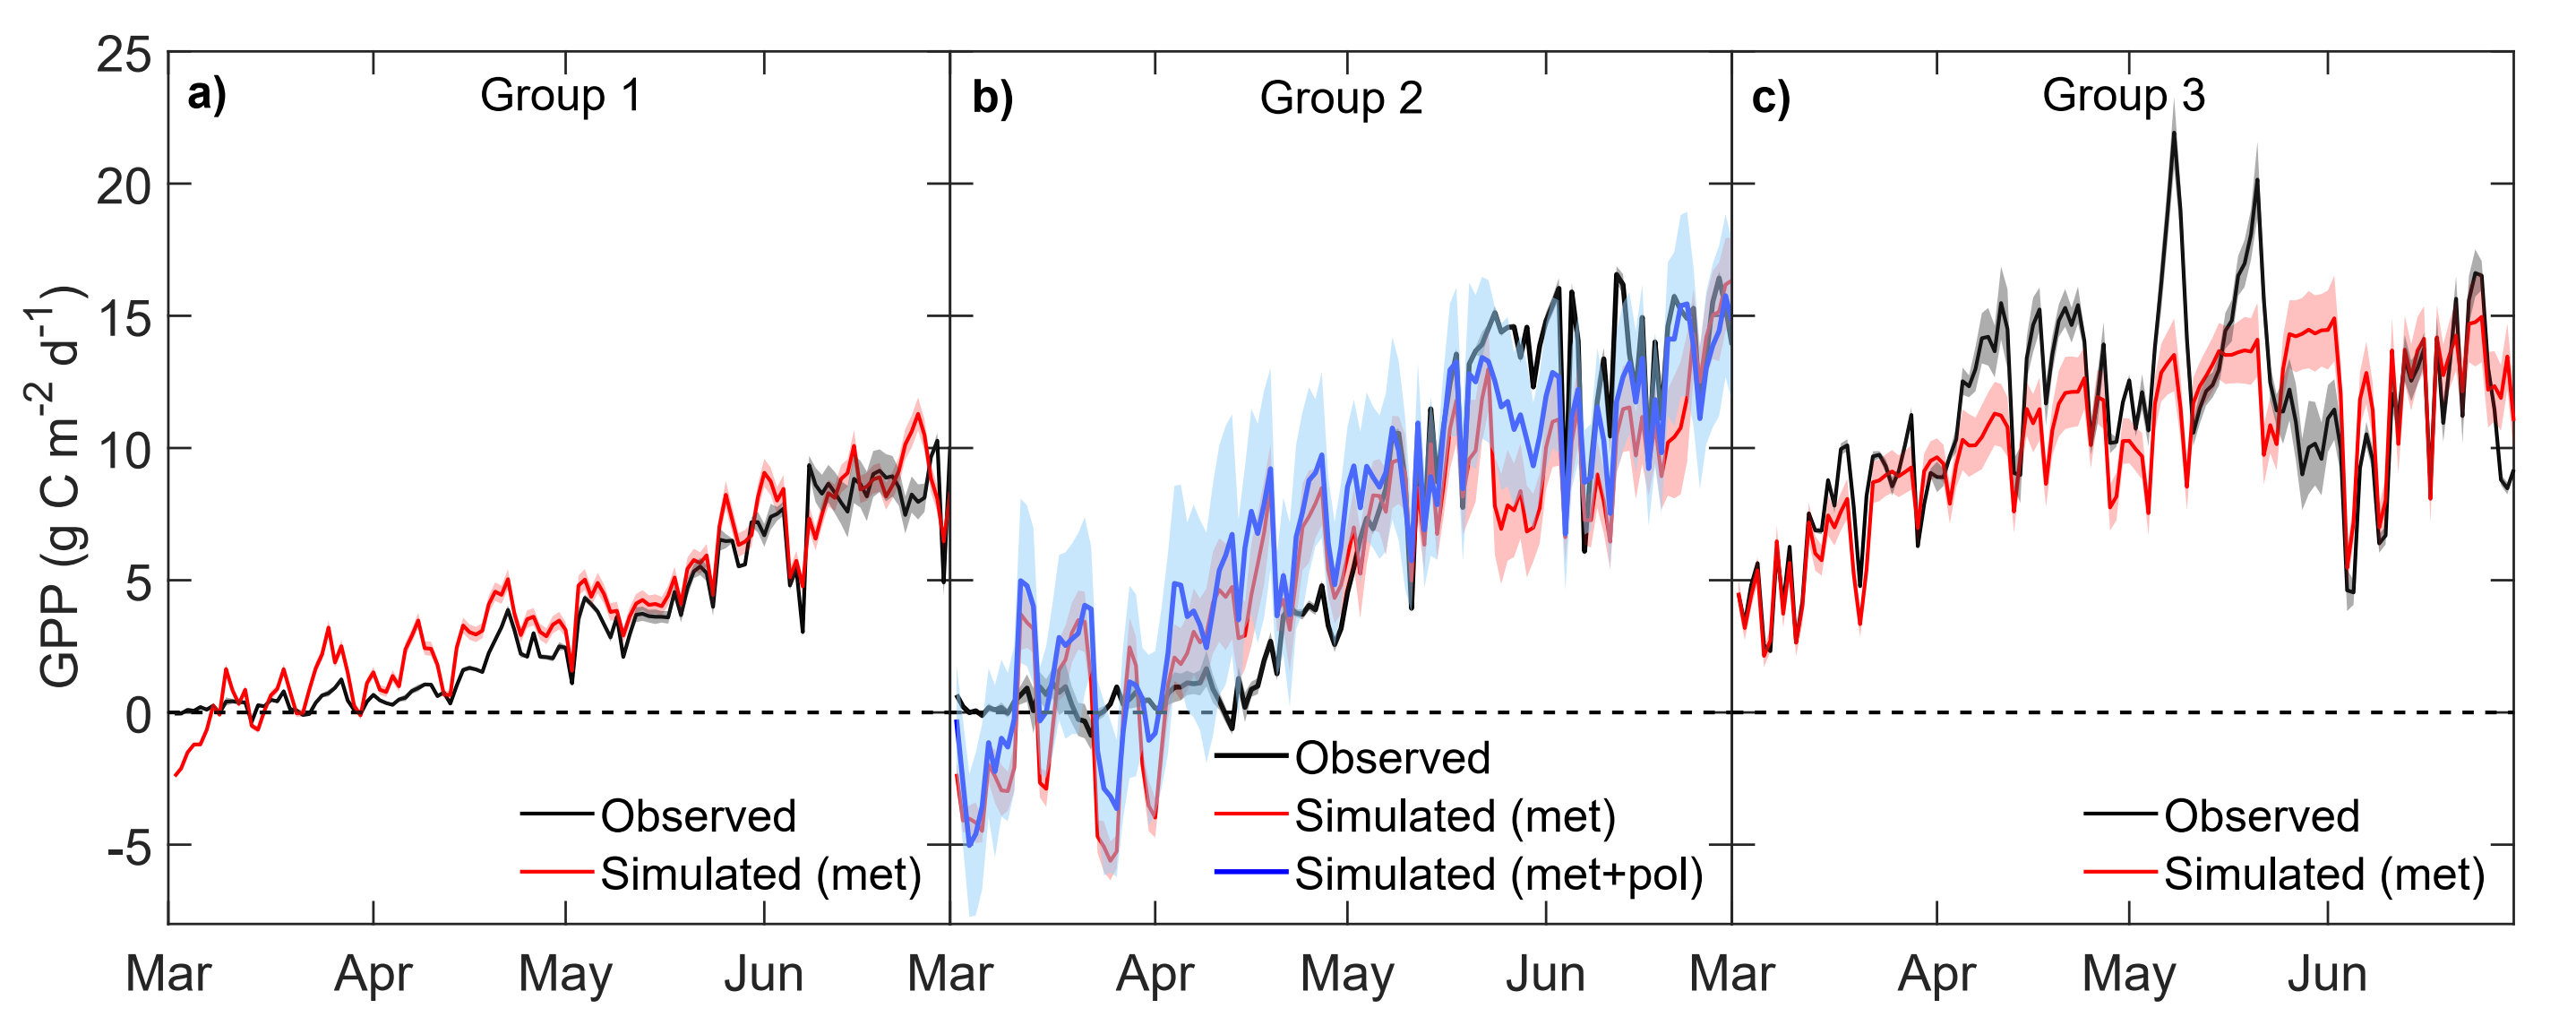 25
20
15
10
5
0
-5
GPP (g C m-2 d-1)
a)
Group 1
Observed
Simulated (met)
b)
Group 2
Observed
Simulated (met)
Simulated (met+pol)
c)
Group 3
Observed
Simulated (met)
Mar Apr May Jun Mar Apr May Jun Mar Apr May Jun